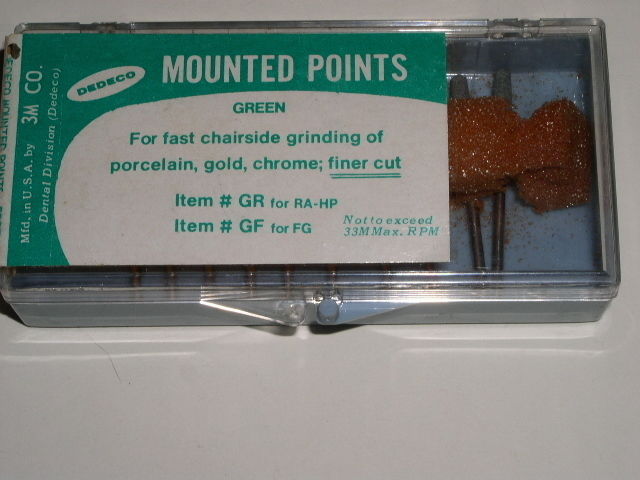 DEDECO
MOUNTED POINTS
GREEN
For fast chairside grinding of
porcelain, gold, chrome; finer cut
Item # GR for RA-HP
Item # GF for FG
Not to exceed
33M Max. RPM
Mfd. in U.S.A. by 3M CO.
Dental Division (Dedeco)